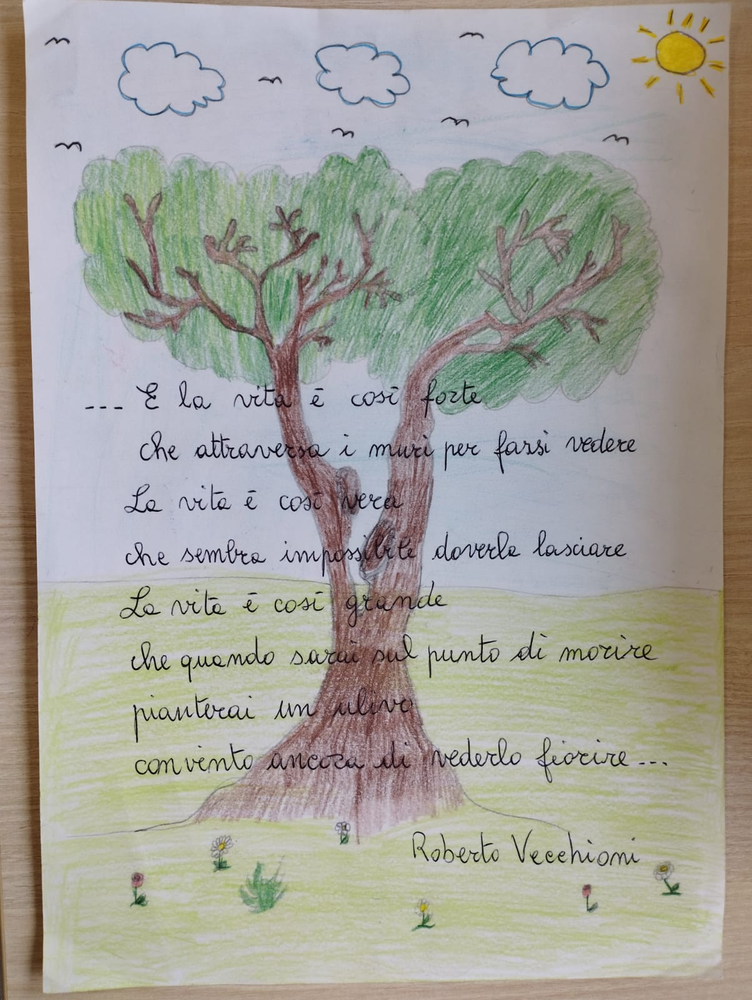 --- E la vita è così forte
che attraversa i muri per farsi vedere
La vita è così vera
che sembra impossibile doverla lasciare
La vita è così grande
che quando sarai sul punto di morire
pianterai un ulivo
convinto ancora di vederlo fiorire ---
Roberto Vecchioni